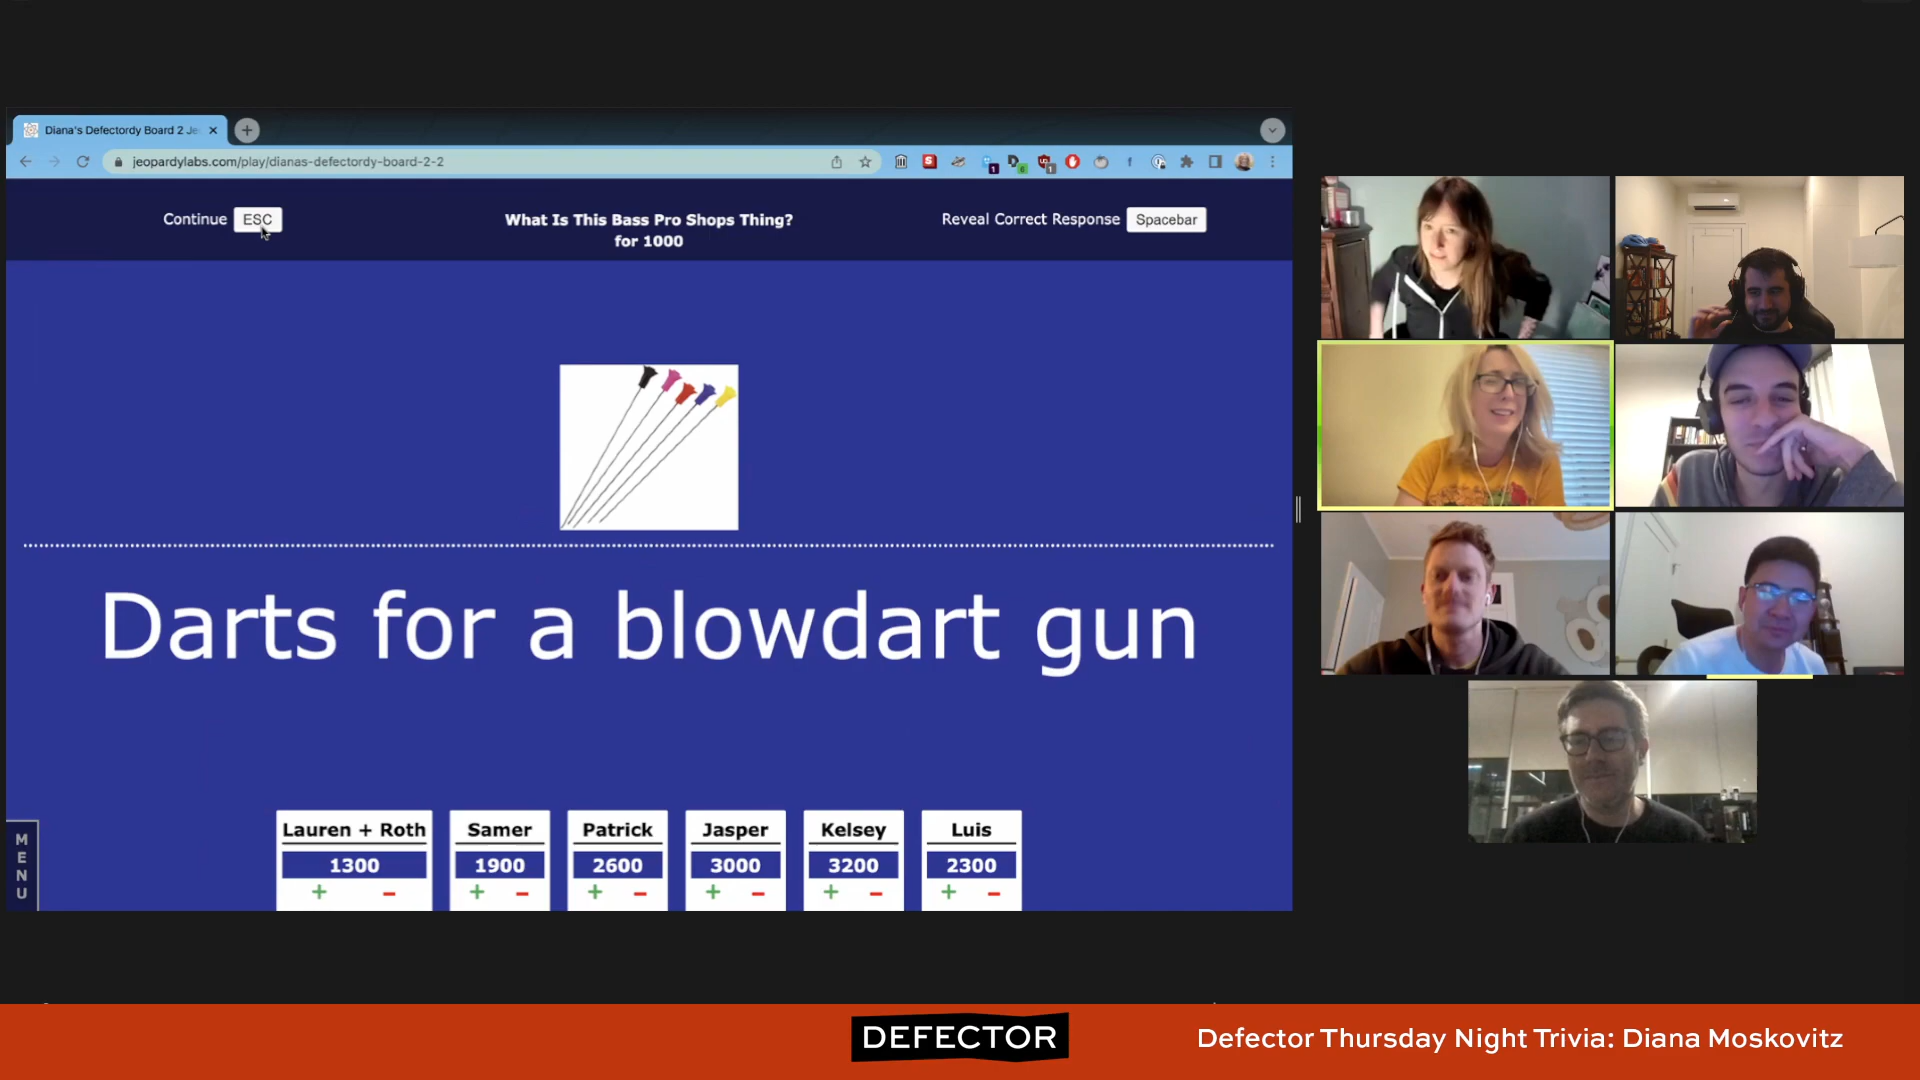 Diana's Defectordy Board 2 Je
jeopardylabs.com/play/dianas-defectordy-board-2-2
Continue ESC
What Is This Bass Pro Shops Thing?
for 1000
Reveal Correct Response Spacebar
Darts for a blowdart gun
MENU
Lauren + Roth
1300
+ −
Samer
1900
+ −
Patrick
2600
+ −
Jasper
3000
+ −
Kelsey
3200
+ −
Luis
2300
+ −
DEFECTOR
Defector Thursday Night Trivia: Diana Moskovitz